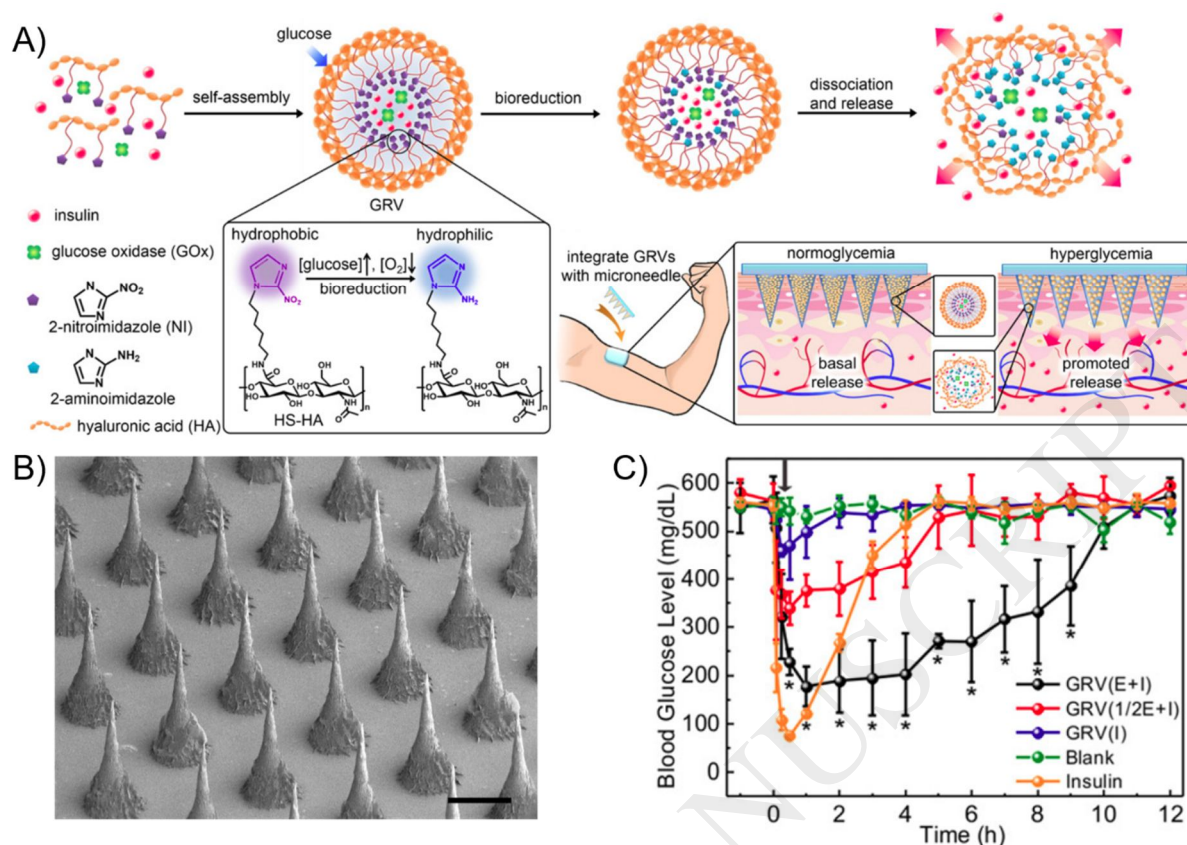 A)
glucose
self-assembly
bioreduction
dissociation
and release
GRV
insulin
glucose oxidase (GOx)
NO₂
2-nitroimidazole (NI)
NH₂
2-aminoimidazole
hyaluronic acid (HA)
hydrophobic
hydrophilic
[glucose]↑, [O₂]↓
bioreduction
HS-HA
integrate GRVs
with microneedle
normoglycemia
hyperglycemia
basal
release
promoted
release
B)
C)
Blood Glucose Level (mg/dL)
600
500
400
300
200
100
0
0
2
4
6
8
10
12
Time (h)
GRV(E+I)
GRV(1/2E+I)
GRV(I)
Blank
Insulin
NUSCRIPT